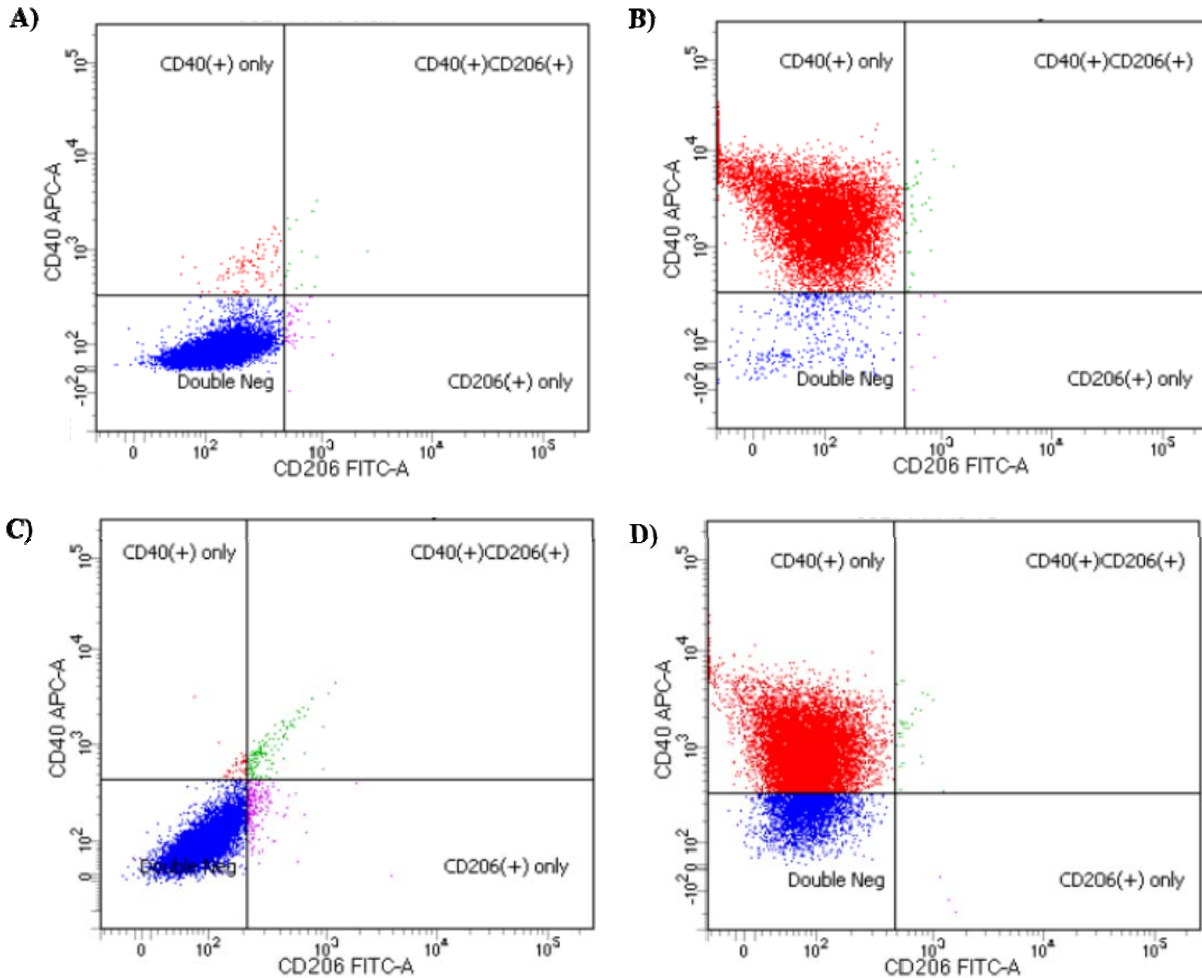 A)
CD40(+) only CD40(+)CD206(+)
Double Neg CD206(+) only
CD40 APC-A
10^5
10^4
10^3
10^2
0
-10^2
0 10^2 10^3 10^4 10^5
CD206 FITC-A
B)
CD40(+) only CD40(+)CD206(+)
Double Neg CD206(+) only
CD40 APC-A
10^5
10^4
10^3
10^2
0
-10^2
0 10^2 10^3 10^4 10^5
CD206 FITC-A
C)
CD40(+) only CD40(+)CD206(+)
Double Neg CD206(+) only
CD40 APC-A
10^5
10^4
10^3
10^2
0
0 10^2 10^3 10^4 10^5
CD206 FITC-A
D)
CD40(+) only CD40(+)CD206(+)
Double Neg CD206(+) only
CD40 APC-A
10^5
10^4
10^3
10^2
0
-10^2
0 10^2 10^3 10^4 10^5
CD206 FITC-A